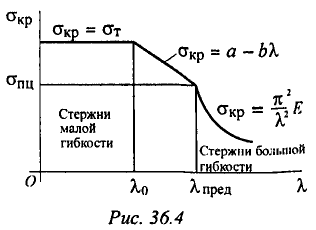 σкр
σкр = σТ
σкр = a − bλ
σпц
σкр = π²/λ² E
Стержни
малой
гибкости
Стержни большой
гибкости
O
λ0
λпред
λ
Рис. 36.4